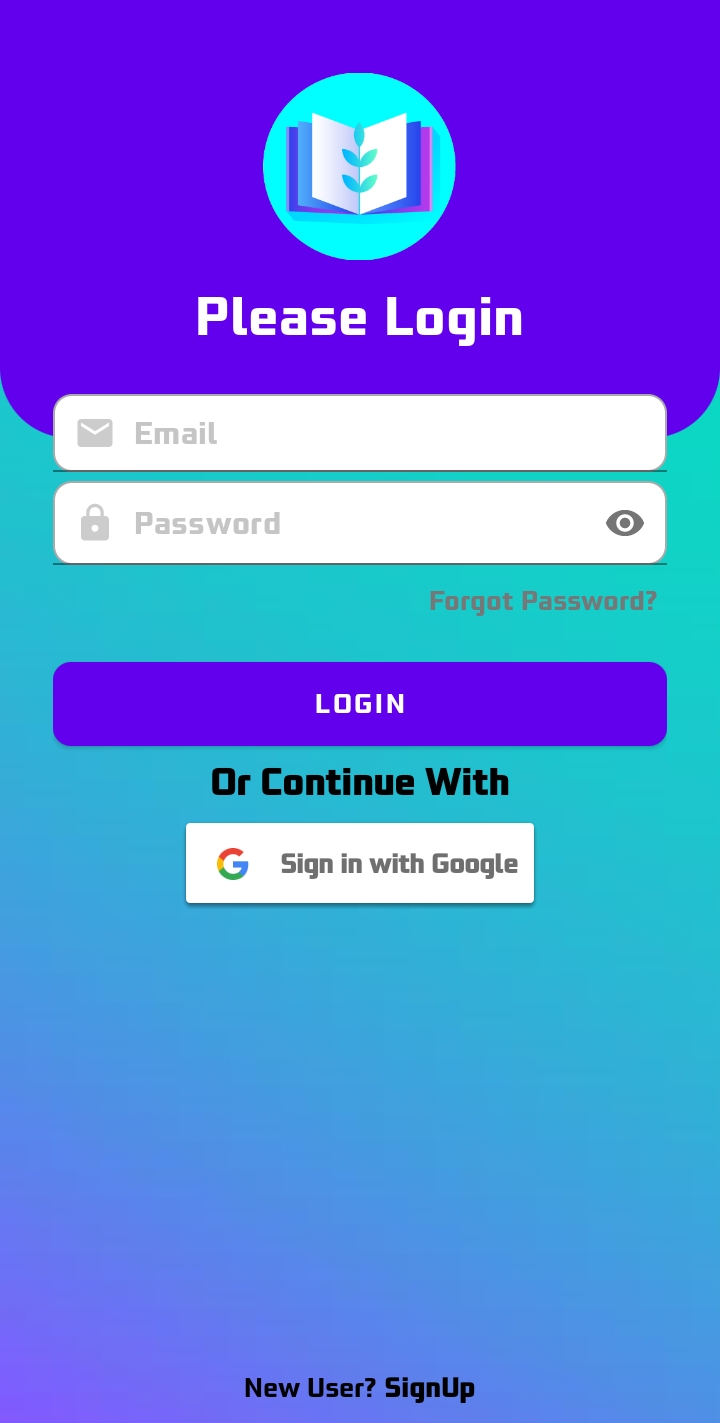 Please Login
Email
Password
Forgot Password?
LOGIN
Or Continue With
Sign in with Google
New User? SignUp